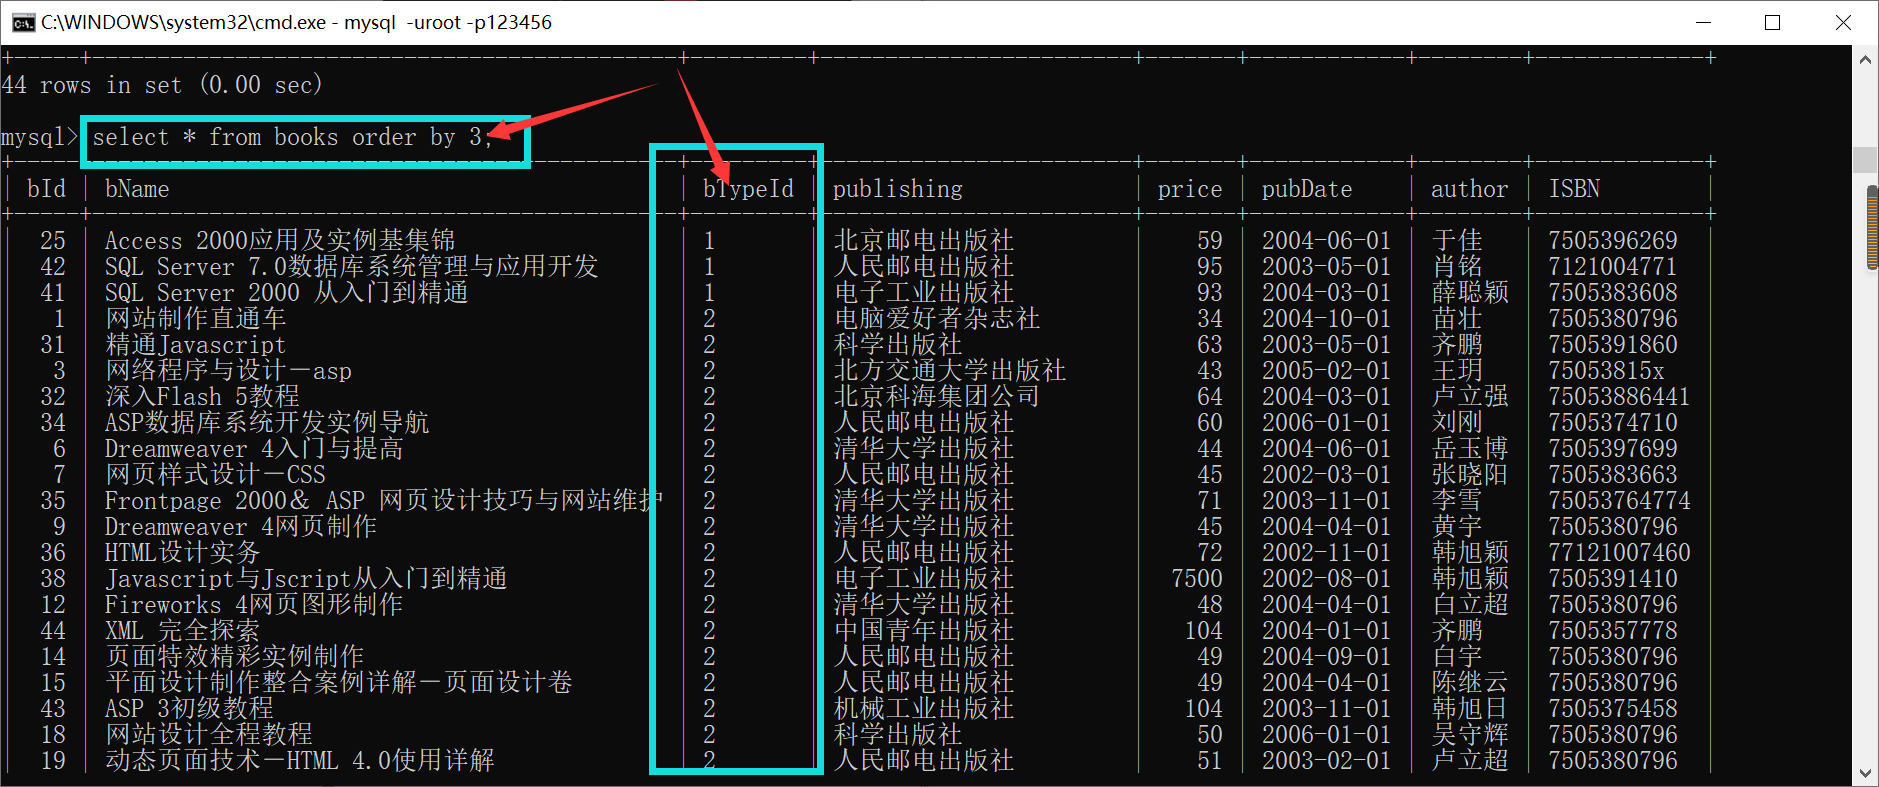 C:\WINDOWS\system32\cmd.exe - mysql  -uroot -p123456
+-----+---------------------------------------------+---------+------------------------+-------+------------+--------+-------------+
44 rows in set (0.00 sec)
mysql> select * from books order by 3;
+-----+---------------------------------------------+---------+------------------------+-------+------------+--------+-------------+
| bId | bName | bTypeId | publishing | price | pubDate | author | ISBN |
+-----+---------------------------------------------+---------+------------------------+-------+------------+--------+-------------+
| 25 | Access 2000应用及实例基集锦 | 1 | 北京邮电出版社 | 59 | 2004-06-01 | 于佳 | 7505396269 |
| 42 | SQL Server 7.0数据库系统管理与应用开发 | 1 | 人民邮电出版社 | 95 | 2003-05-01 | 肖铭 | 7121004771 |
| 41 | SQL Server 2000 从入门到精通 | 1 | 电子工业出版社 | 93 | 2004-03-01 | 薛聪颖 | 7505383608 |
| 1 | 网站制作直通车 | 2 | 电脑爱好者杂志社 | 34 | 2004-10-01 | 苗壮 | 7505380796 |
| 31 | 精通Javascript | 2 | 科学出版社 | 63 | 2003-05-01 | 齐鹏 | 7505391860 |
| 3 | 网络程序与设计－asp | 2 | 北方交通大学出版社 | 43 | 2005-02-01 | 王玥 | 75053815x |
| 32 | 深入Flash 5教程 | 2 | 北京科海集团公司 | 64 | 2004-03-01 | 卢立强 | 75053886441 |
| 34 | ASP数据库系统开发实例导航 | 2 | 人民邮电出版社 | 60 | 2006-01-01 | 刘刚 | 7505374710 |
| 6 | Dreamweaver 4入门与提高 | 2 | 清华大学出版社 | 44 | 2004-06-01 | 岳玉博 | 7505397699 |
| 7 | 网页样式设计－CSS | 2 | 人民邮电出版社 | 45 | 2002-03-01 | 张晓阳 | 7505383663 |
| 35 | Frontpage 2000＆ ASP 网页设计技巧与网站维护 | 2 | 清华大学出版社 | 71 | 2003-11-01 | 李雪 | 75053764774 |
| 9 | Dreamweaver 4网页制作 | 2 | 清华大学出版社 | 45 | 2004-04-01 | 黄宇 | 7505380796 |
| 36 | HTML设计实务 | 2 | 人民邮电出版社 | 72 | 2002-11-01 | 韩旭颖 | 77121007460 |
| 38 | Javascript与Jscript从入门到精通 | 2 | 电子工业出版社 | 7500 | 2002-08-01 | 韩旭颖 | 7505391410 |
| 12 | Fireworks 4网页图形制作 | 2 | 清华大学出版社 | 48 | 2004-04-01 | 白立超 | 7505380796 |
| 44 | XML 完全探索 | 2 | 中国青年出版社 | 104 | 2004-01-01 | 齐鹏 | 7505357778 |
| 14 | 页面特效精彩实例制作 | 2 | 人民邮电出版社 | 49 | 2004-09-01 | 白宇 | 7505380796 |
| 15 | 平面设计制作整合案例详解－页面设计卷 | 2 | 人民邮电出版社 | 49 | 2004-04-01 | 陈继云 | 7505380796 |
| 43 | ASP 3初级教程 | 2 | 机械工业出版社 | 104 | 2003-11-01 | 韩旭日 | 7505375458 |
| 18 | 网站设计全程教程 | 2 | 科学出版社 | 50 | 2006-01-01 | 吴守辉 | 7505380796 |
| 19 | 动态页面技术－HTML 4.0使用详解 | 2 | 人民邮电出版社 | 51 | 2003-02-01 | 卢立超 | 7505380796 |